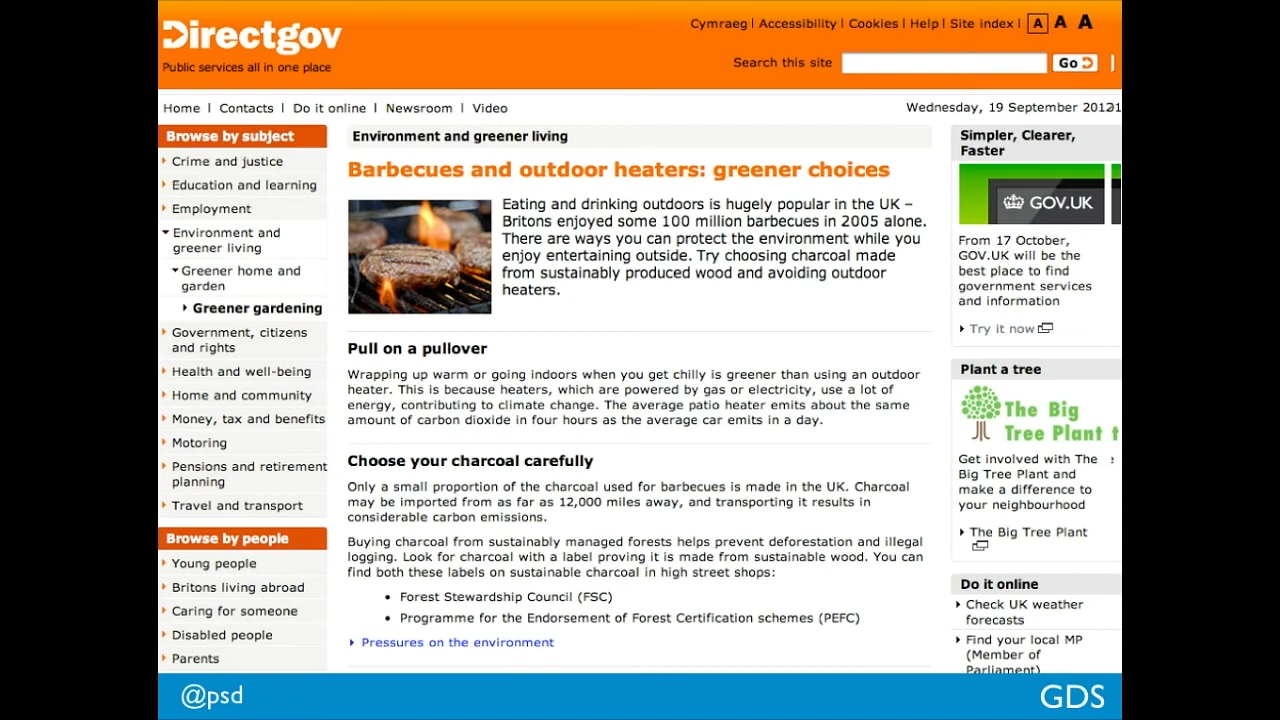 Directgov
Public services all in one place
Cymraeg | Accessibility | Cookies | Help | Site index | A A A
Search this site
Go
Home | Contacts | Do it online | Newsroom | Video
Wednesday, 19 September 2012
Browse by subject
Crime and justice
Education and learning
Employment
Environment and
greener living
Greener home and
garden
Greener gardening
Government, citizens
and rights
Health and well-being
Home and community
Money, tax and benefits
Motoring
Pensions and retirement
planning
Travel and transport
Browse by people
Young people
Britons living abroad
Caring for someone
Disabled people
Parents
Environment and greener living
Barbecues and outdoor heaters: greener choices
Eating and drinking outdoors is hugely popular in the UK –
Britons enjoyed some 100 million barbecues in 2005 alone.
There are ways you can protect the environment while you
enjoy entertaining outside. Try choosing charcoal made
from sustainably produced wood and avoiding outdoor
heaters.
Pull on a pullover
Wrapping up warm or going indoors when you get chilly is greener than using an outdoor
heater. This is because heaters, which are powered by gas or electricity, use a lot of
energy, contributing to climate change. The average patio heater emits about the same
amount of carbon dioxide in four hours as the average car emits in a day.
Choose your charcoal carefully
Only a small proportion of the charcoal used for barbecues is made in the UK. Charcoal
may be imported from as far as 12,000 miles away, and transporting it results in
considerable carbon emissions.
Buying charcoal from sustainably managed forests helps prevent deforestation and illegal
logging. Look for charcoal with a label proving it is made from sustainable wood. You can
find both these labels on sustainable charcoal in high street shops:
• Forest Stewardship Council (FSC)
• Programme for the Endorsement of Forest Certification schemes (PEFC)
Pressures on the environment
Simpler, Clearer,
Faster
GOV.UK
From 17 October,
GOV.UK will be the
best place to find
government services
and information
Try it now
Plant a tree
The Big
Tree Plant
Get involved with The
Big Tree Plant and
make a difference to
your neighbourhood
The Big Tree Plant
Do it online
Check UK weather
forecasts
Find your local MP
(Member of
Parliament)
@psd
GDS